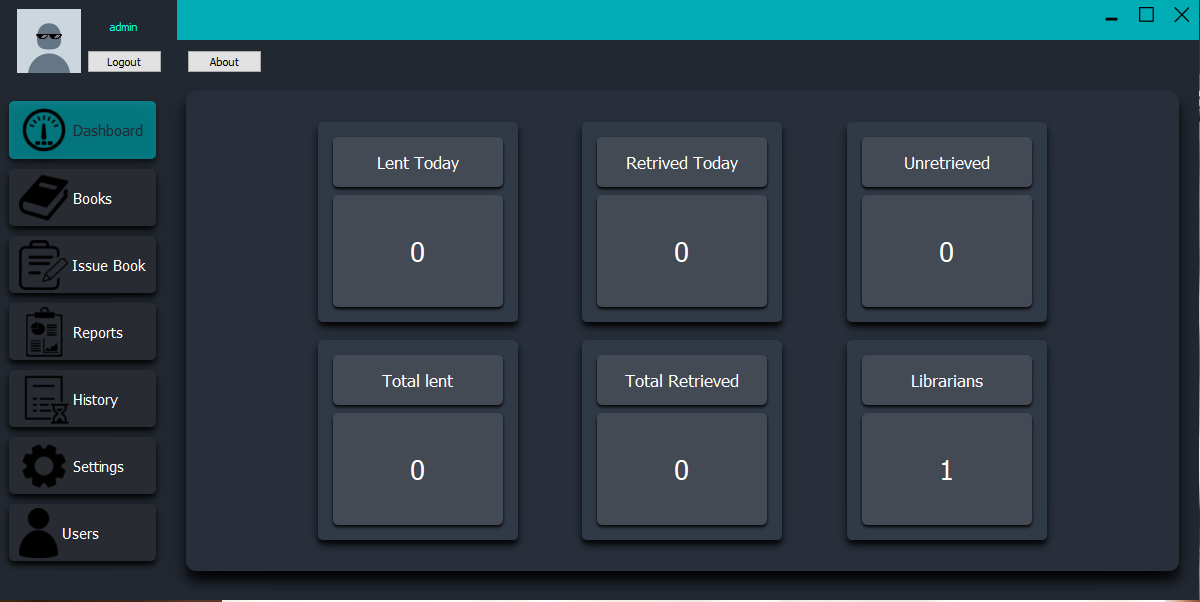 admin
Logout
About
Dashboard
Books
Issue Book
Reports
History
Settings
Users
Lent Today
Retrived Today
Unretrieved
0
0
0
Total lent
Total Retrieved
Librarians
0
0
1